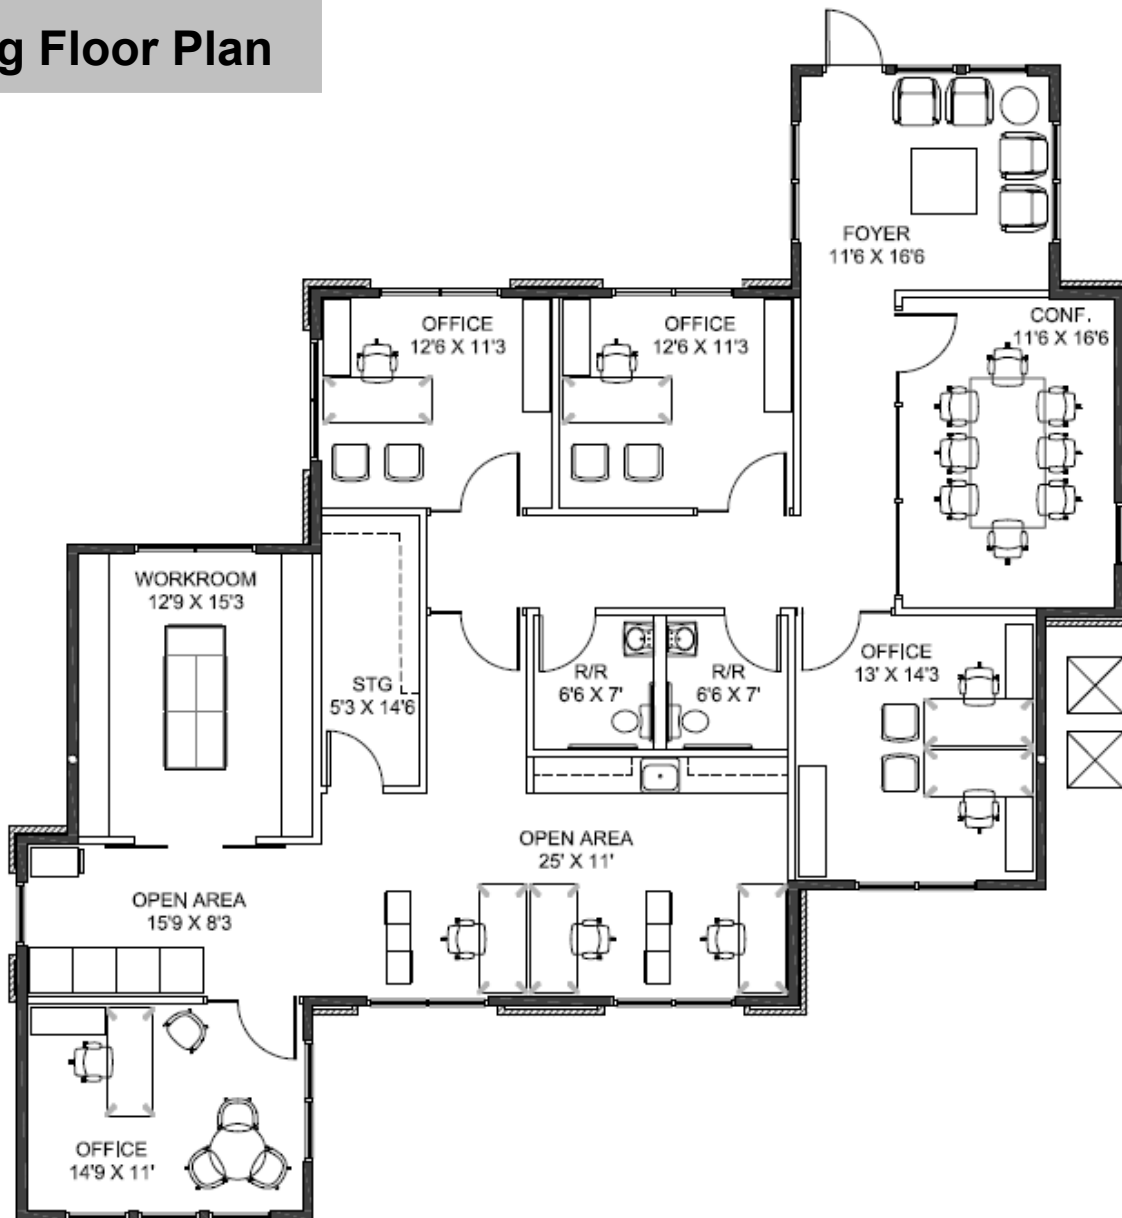 g Floor Plan
FOYER
11'6 X 16'6
OFFICE
12'6 X 11'3
OFFICE
12'6 X 11'3
CONF.
11'6 X 16'6
WORKROOM
12'9 X 15'3
STG
5'3 X 14'6
R/R
6'6 X 7'
R/R
6'6 X 7'
OFFICE
13' X 14'3
OPEN AREA
25' X 11'
OPEN AREA
15'9 X 8'3
OFFICE
14'9 X 11'